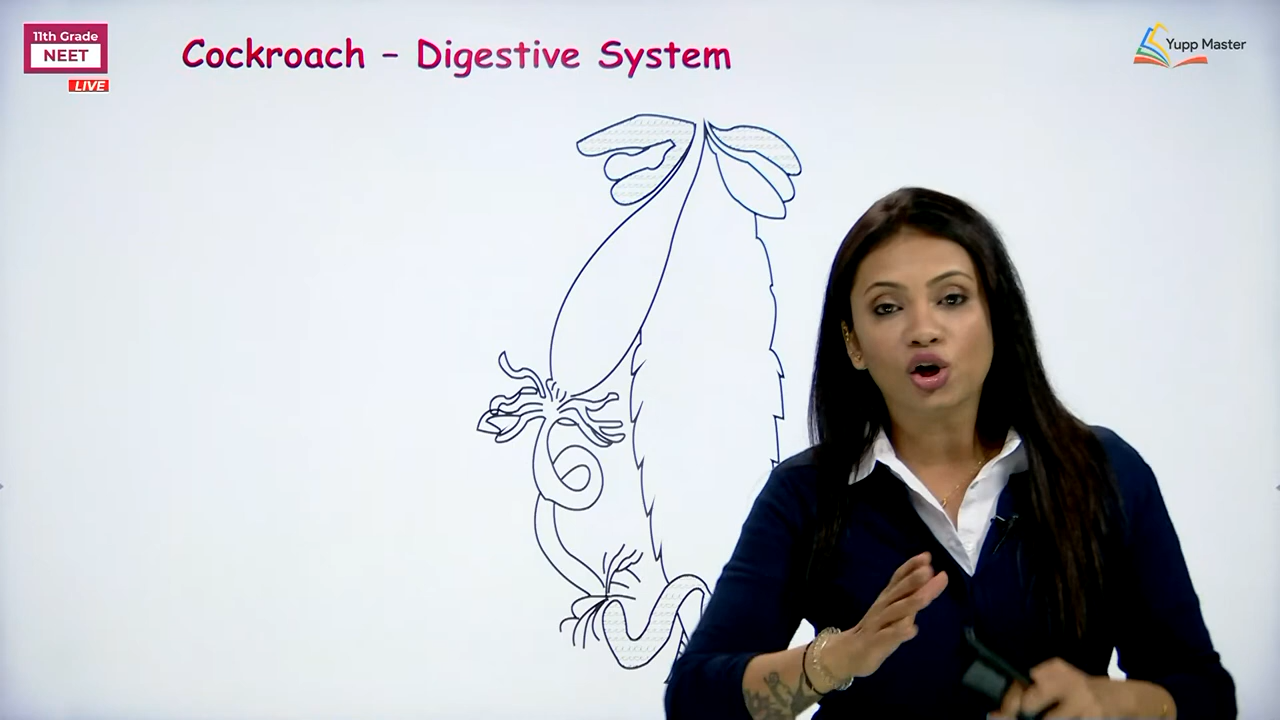 11th Grade
NEET
LIVE
Cockroach – Digestive System
Yupp Master